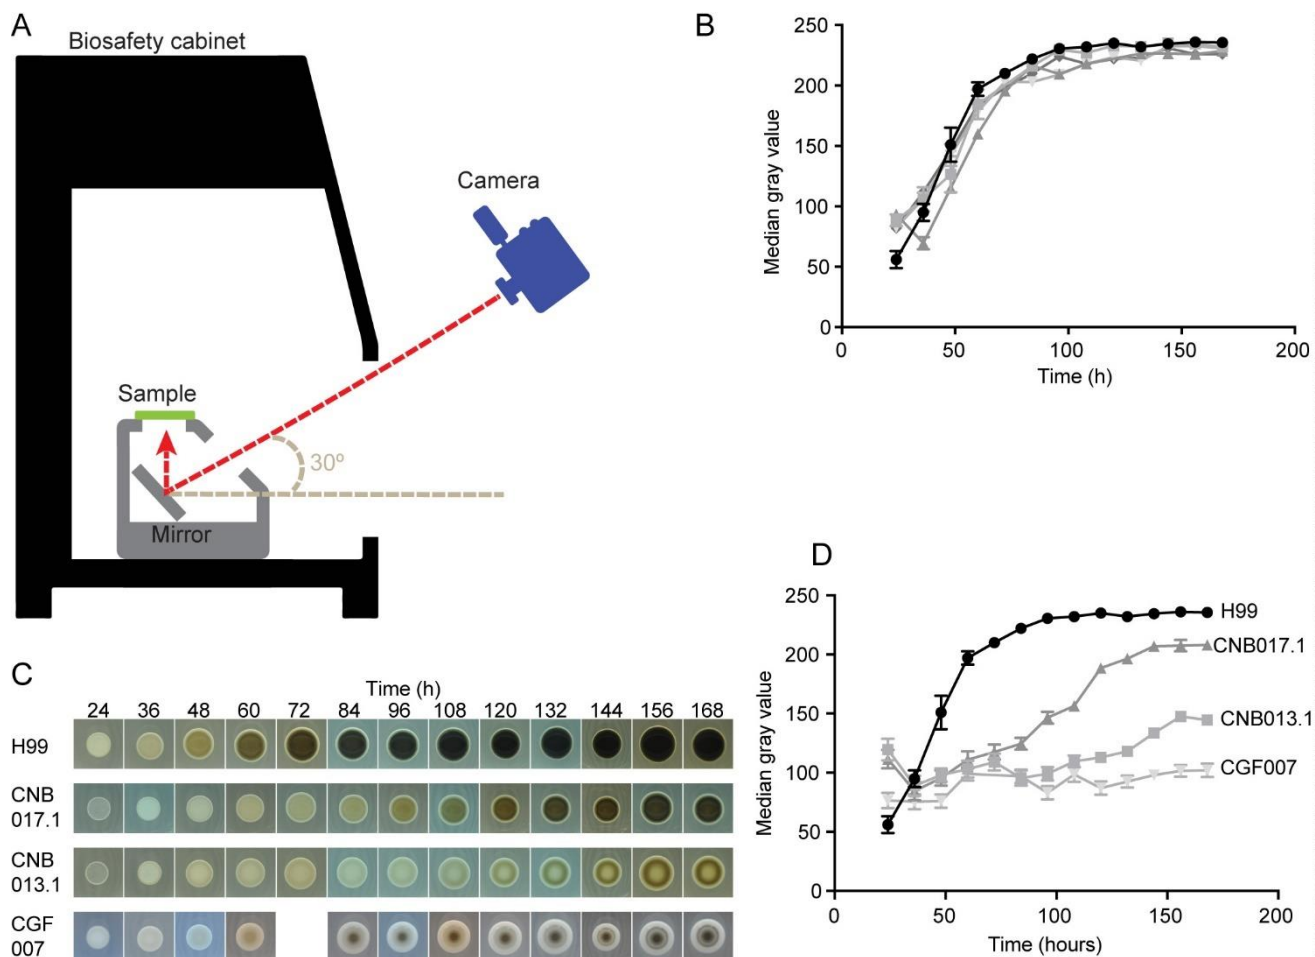 A
Biosafety cabinet
Camera
Sample
30º
Mirror
B
Median gray value
250
200
150
100
50
0
0 50 100 150 200
Time (h)
C
Time (h)
24 36 48 60 72 84 96 108 120 132 144 156 168
H99
CNB
017.1
CNB
013.1
CGF
007
D
Median gray value
250
200
150
100
50
0
H99
CNB017.1
CNB013.1
CGF007
0 50 100 150 200
Time (hours)